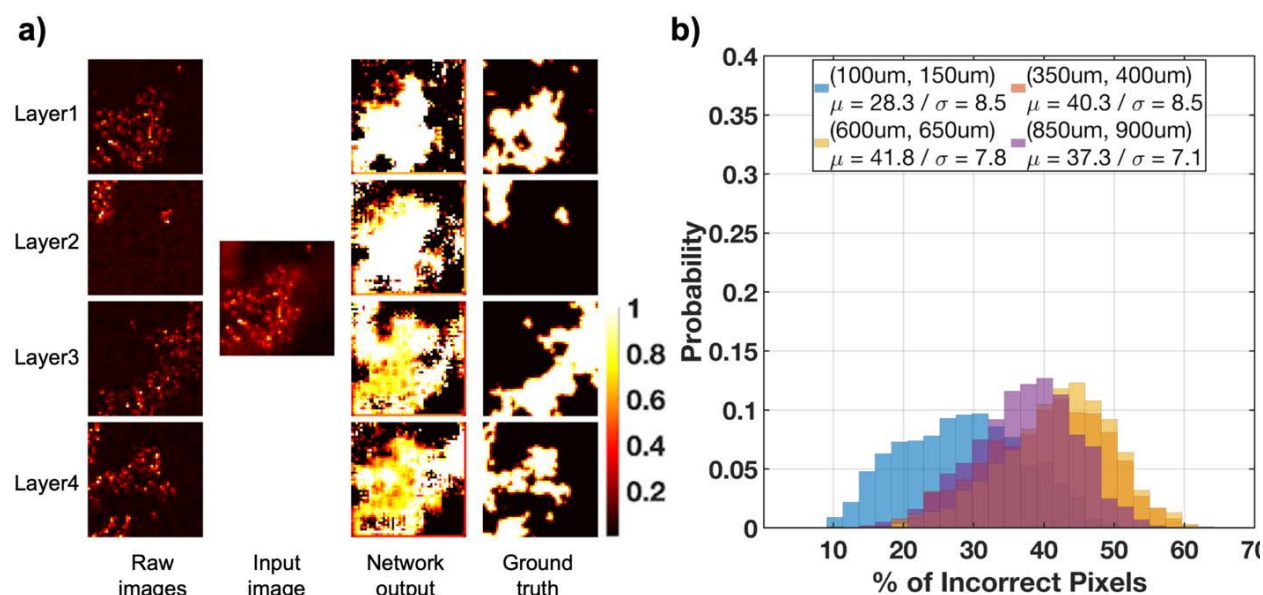 a)
Layer1
Layer2
Layer3
Layer4
Raw
images
Input
image
Network
output
Ground
truth
1
0.8
0.6
0.4
0.2
b)
(100um, 150um)
μ = 28.3 / σ = 8.5
(350um, 400um)
μ = 40.3 / σ = 8.5
(600um, 650um)
μ = 41.8 / σ = 7.8
(850um, 900um)
μ = 37.3 / σ = 7.1
Probability
0.4
0.35
0.3
0.25
0.2
0.15
0.1
0.05
0
10 20 30 40 50 60 70
% of Incorrect Pixels